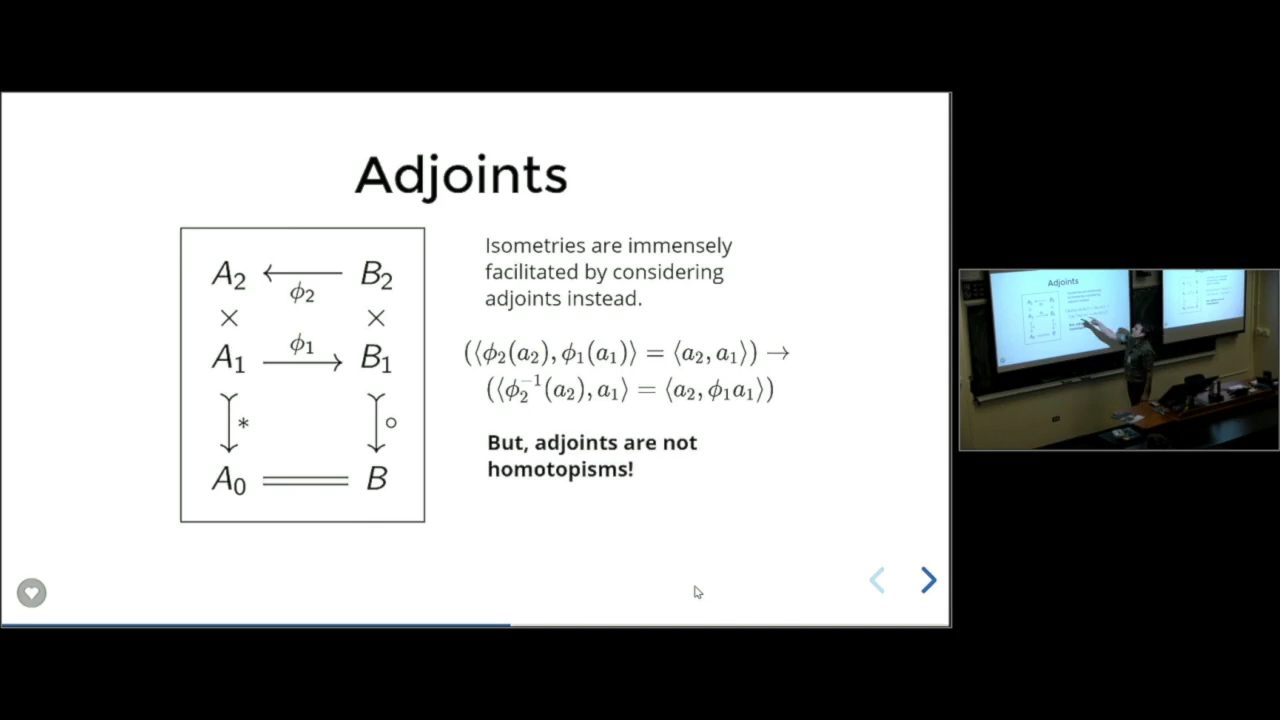 Adjoints
A₂ ← B₂
ϕ₂
× ×
ϕ₁
A₁ → B₁
* ∘
A₀ = B
Isometries are immensely
facilitated by considering
adjoints instead.
(⟨ϕ₂(a₂), ϕ₁(a₁)⟩ = ⟨a₂, a₁⟩) →
(⟨ϕ₂⁻¹(a₂), a₁⟩ = ⟨a₂, ϕ₁a₁⟩)
But, adjoints are not
homotopisms!
Adjoints